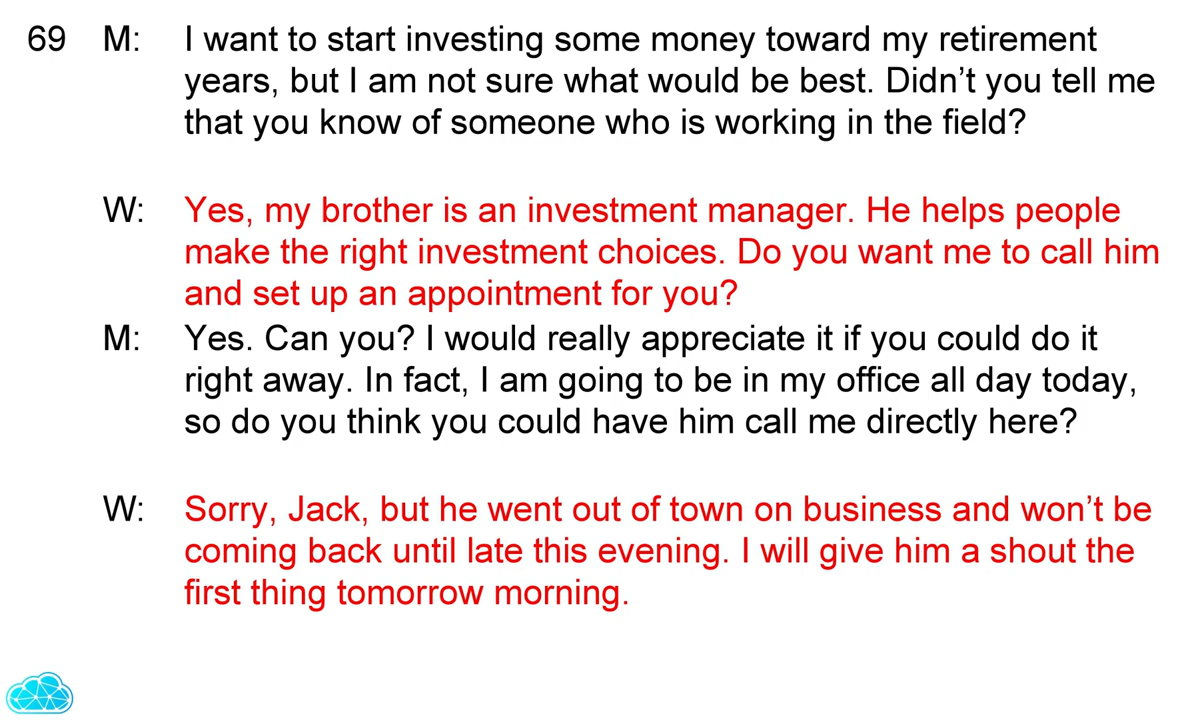 69 M: I want to start investing some money toward my retirement
years, but I am not sure what would be best. Didn’t you tell me
that you know of someone who is working in the field?
W: Yes, my brother is an investment manager. He helps people
make the right investment choices. Do you want me to call him
and set up an appointment for you?
M: Yes. Can you? I would really appreciate it if you could do it
right away. In fact, I am going to be in my office all day today,
so do you think you could have him call me directly here?
W: Sorry, Jack, but he went out of town on business and won’t be
coming back until late this evening. I will give him a shout the
first thing tomorrow morning.